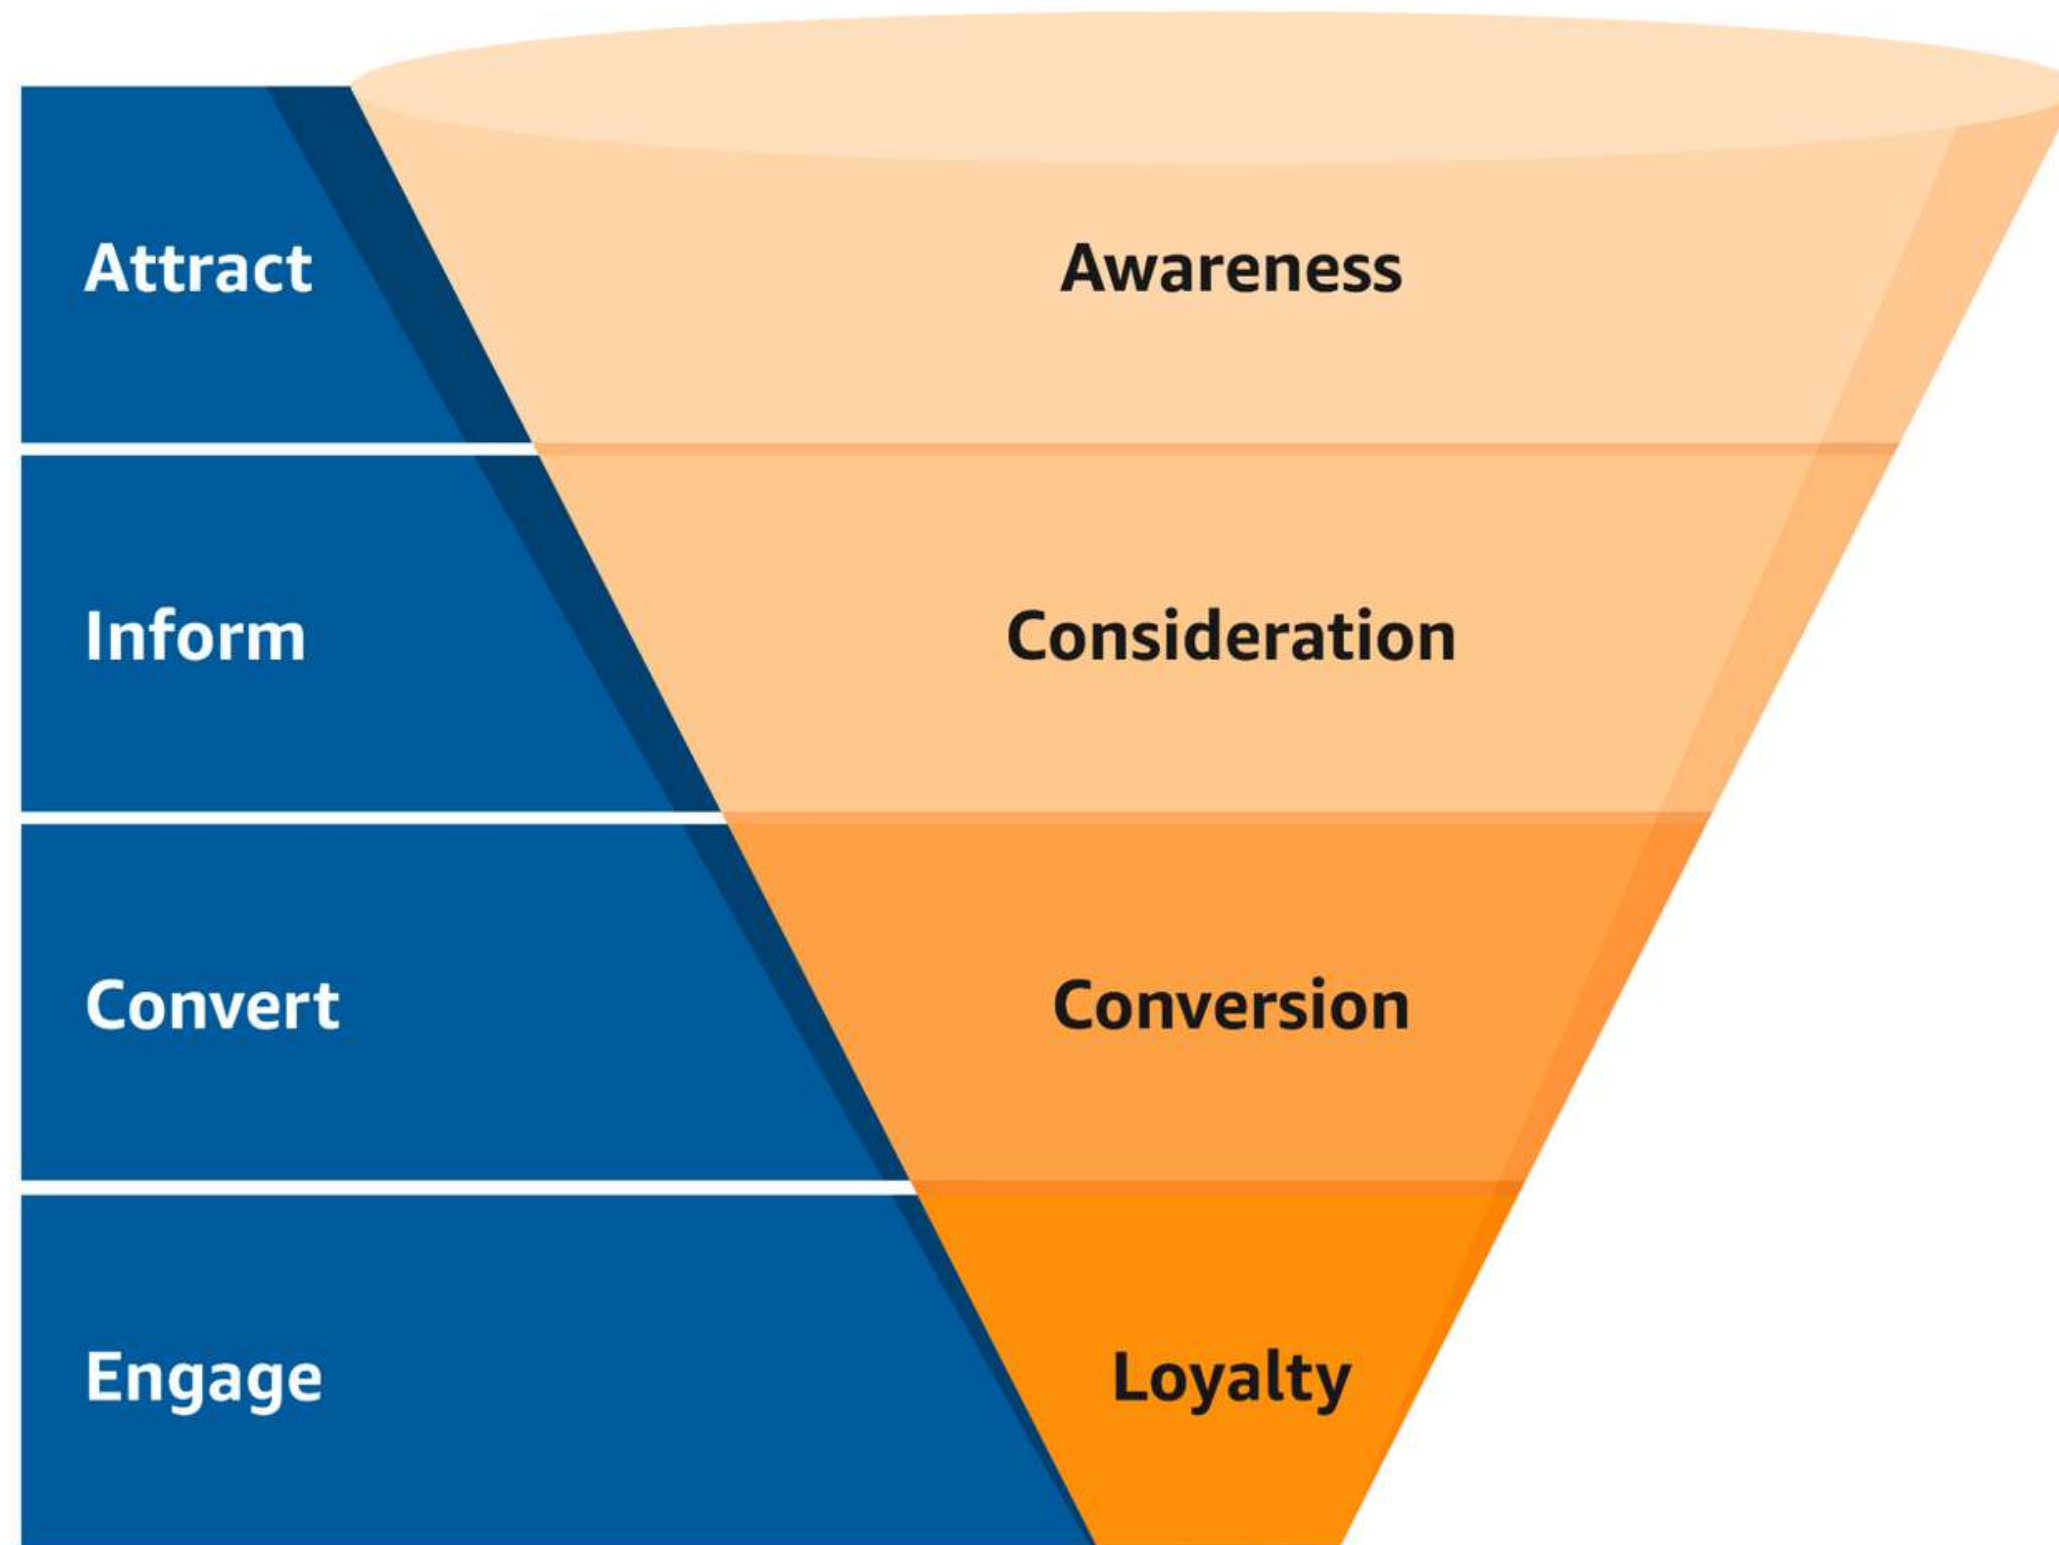 Attract
Awareness
Inform
Consideration
Convert
Conversion
Engage
Loyalty